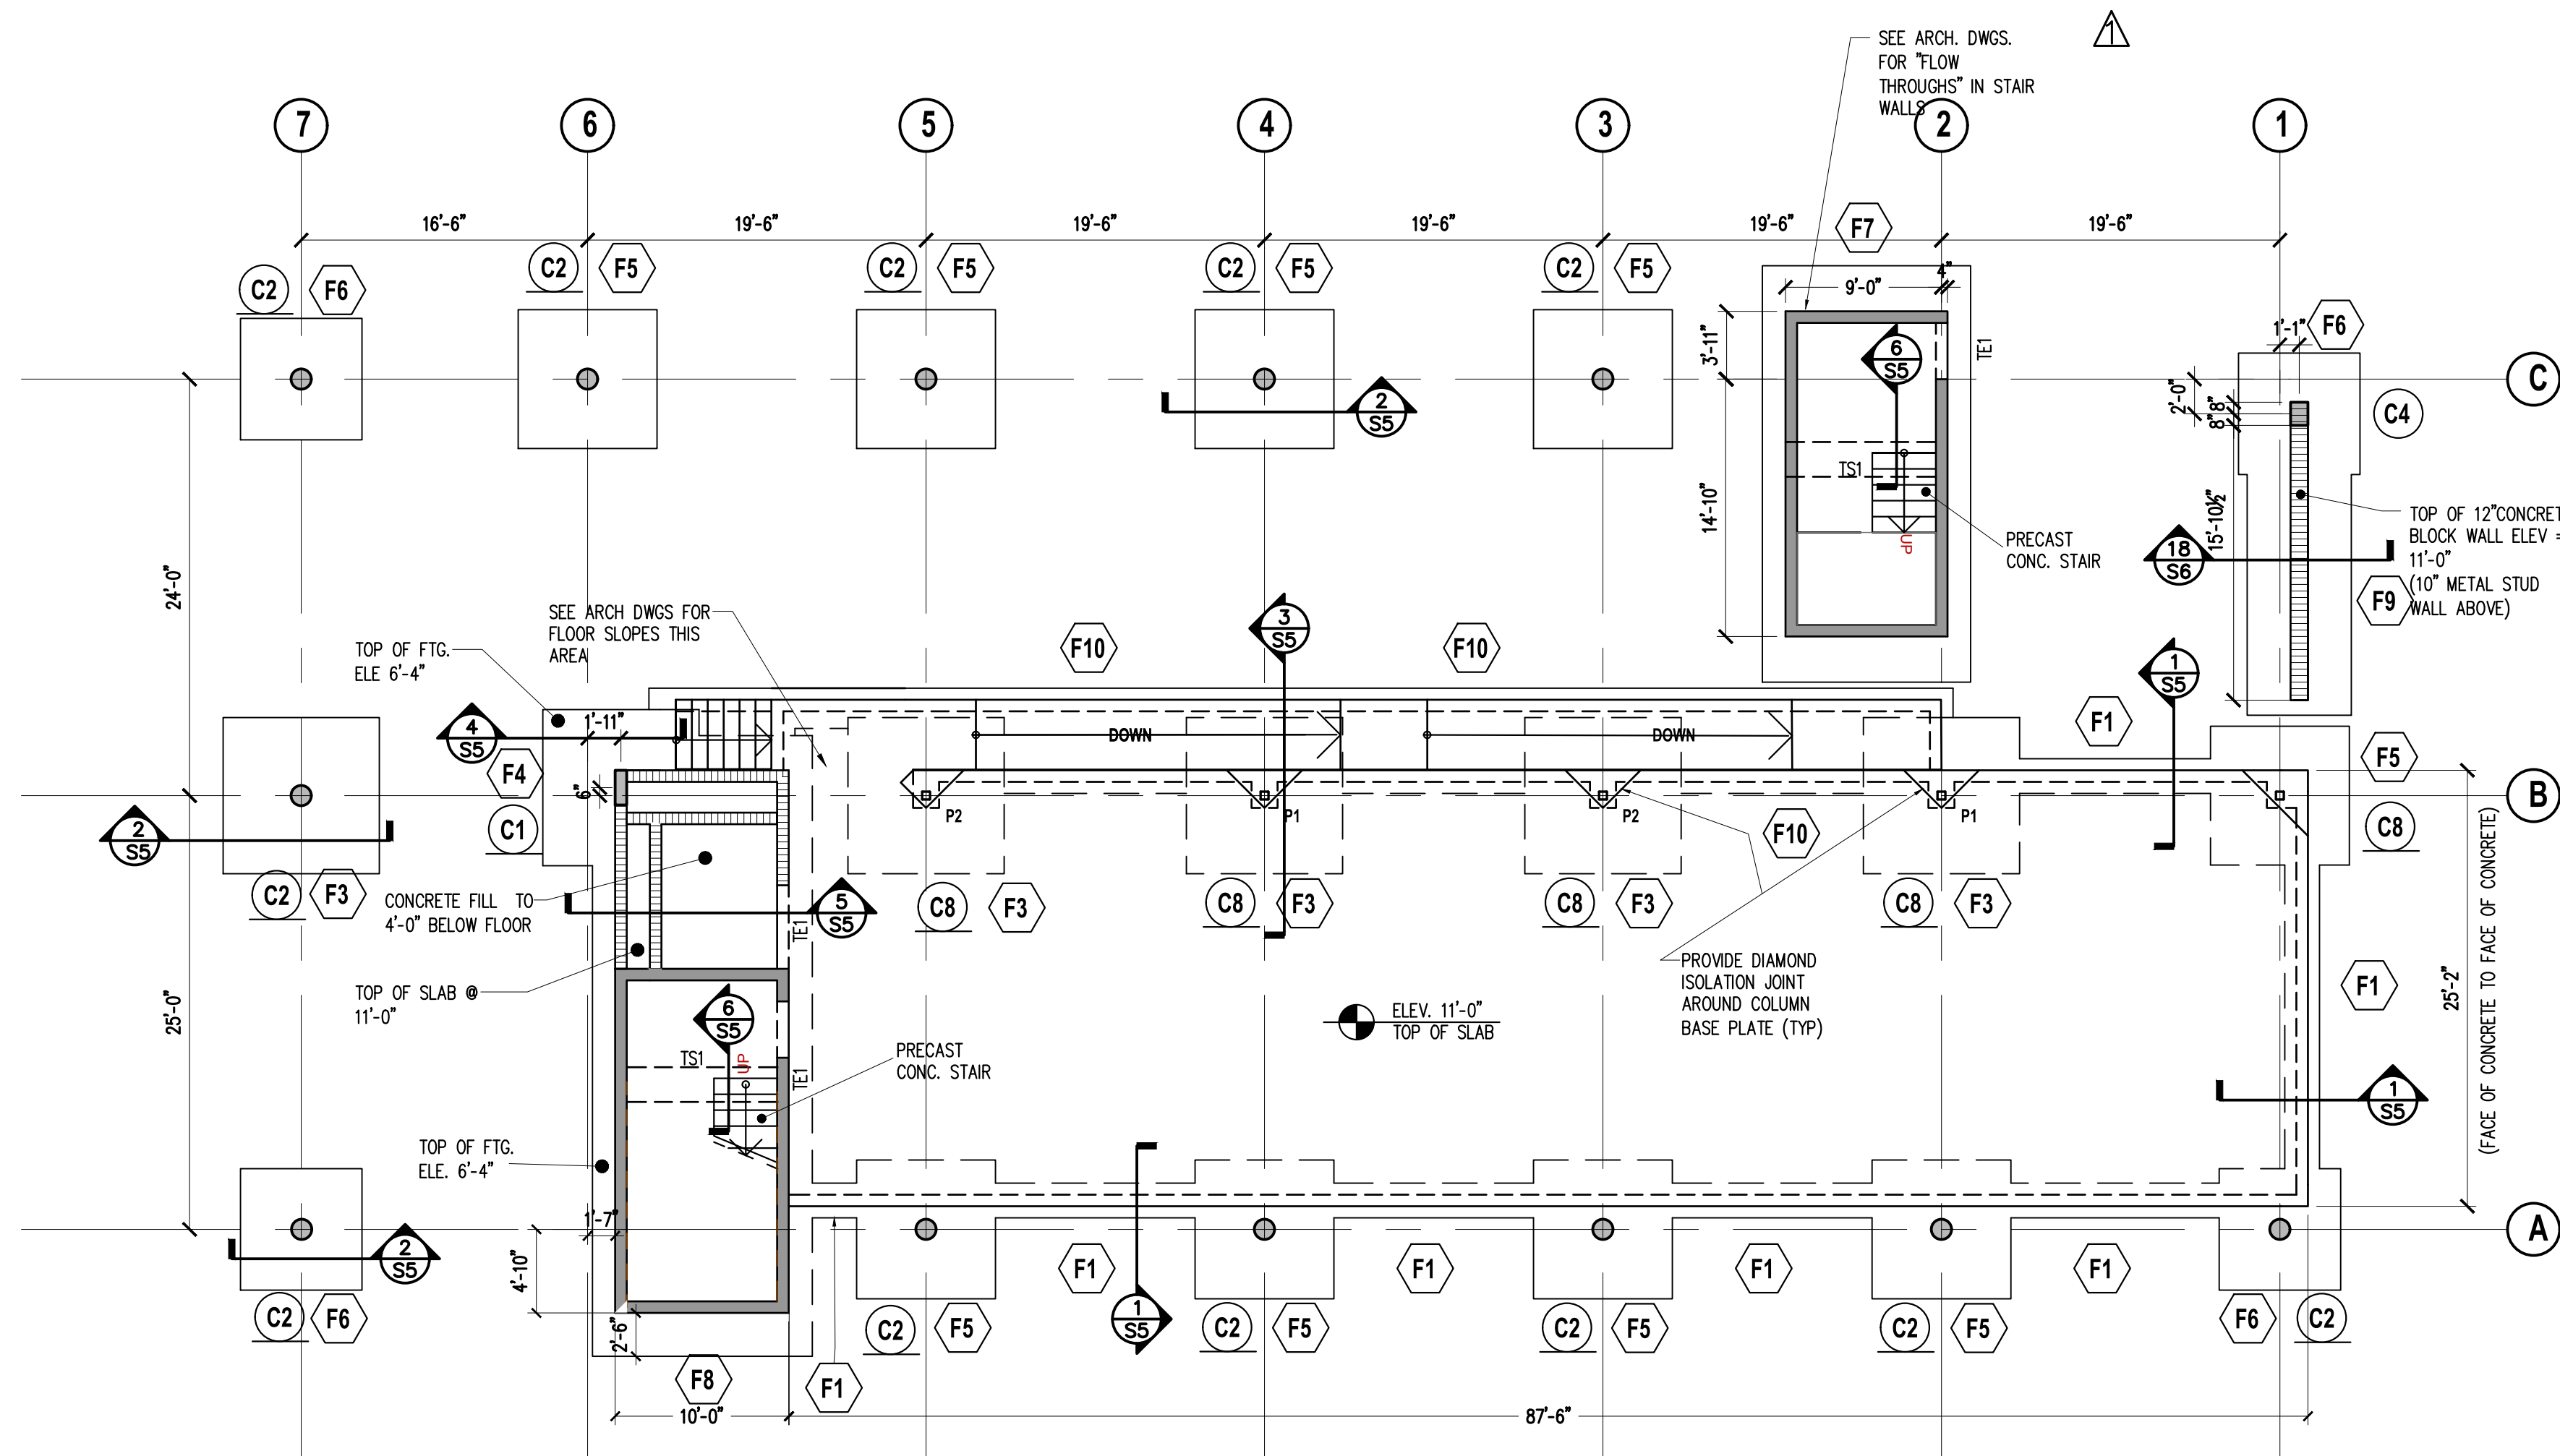 SEE ARCH. DWGS.
FOR "FLOW
THROUGHS" IN STAIR
WALLS
1
7
6
5
4
3
2
1
16'-6"
19'-6"
19'-6"
19'-6"
19'-6"
19'-6"
F7
C2
F6
C2
F5
C2
F5
C2
F5
C2
F5
9'-0"
4"
3'-11"
6
S5
TE1
1'-1"
F6
C
2'-0"
8"
8"
C4
2
S5
TS1
14'-10"
UP
PRECAST
CONC. STAIR
15'-10½"
TOP OF 12"CONCRET
BLOCK WALL ELEV =
11'-0"
(10" METAL STUD
WALL ABOVE)
18
S6
F9
24'-0"
SEE ARCH DWGS FOR
FLOOR SLOPES THIS
AREA
TOP OF FTG.
ELE 6'-4"
F10
3
S5
F10
1
S5
F1
1'-11"
4
S5
DOWN
DOWN
F4
6"
F5
B
C1
P2
P1
P2
P1
F10
C8
2
S5
C2
F3
CONCRETE FILL TO
4'-0" BELOW FLOOR
5
S5
TE1
C8
F3
C8
F3
C8
F3
C8
F3
PROVIDE DIAMOND
ISOLATION JOINT
AROUND COLUMN
BASE PLATE (TYP)
TOP OF SLAB @
11'-0"
25'-0"
6
S5
TS1
UP
TE1
PRECAST
CONC. STAIR
ELEV. 11'-0"
TOP OF SLAB
F1
25'-2"
(FACE OF CONCRETE TO FACE OF CONCRETE)
1
S5
TOP OF FTG.
ELE. 6'-4"
1'-7"
4'-10"
A
2
S5
F1
F1
F1
F1
C2
F6
2'-6"
C2
F5
1
S5
C2
F5
C2
F5
C2
F5
F6
C2
F8
F1
10'-0"
87'-6"